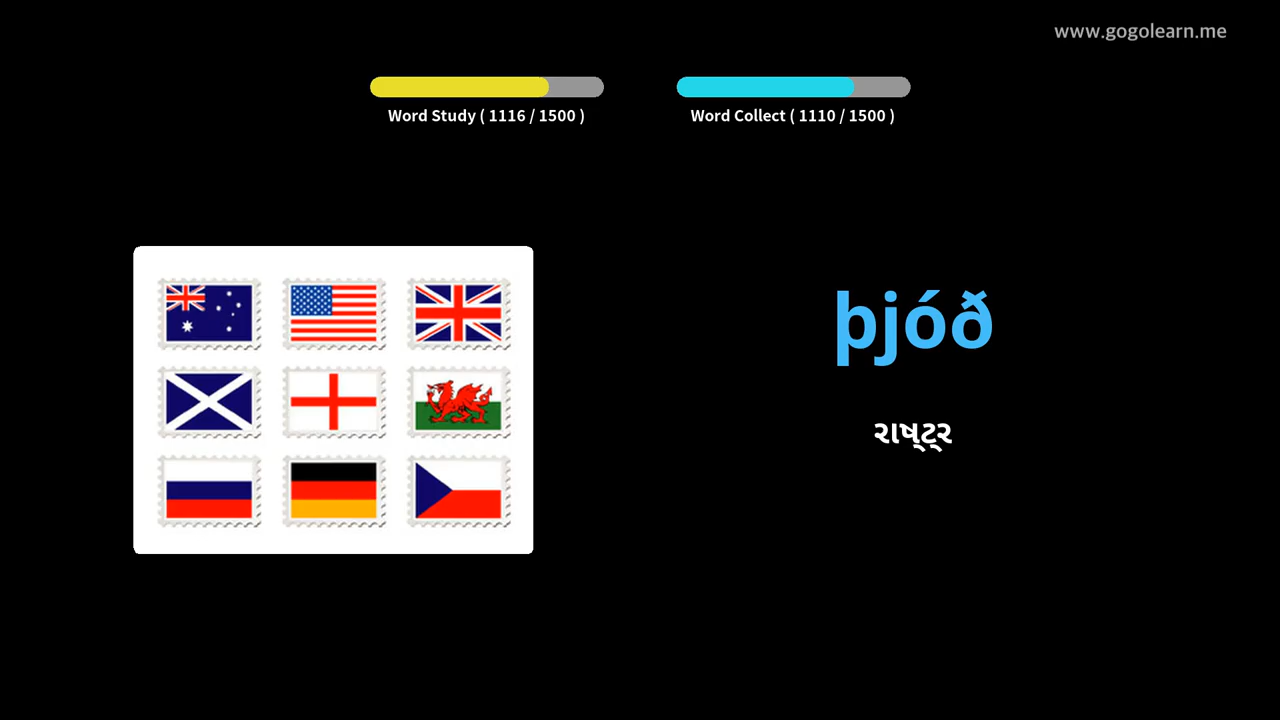 www.gogolearn.me
Word Study ( 1116 / 1500 )
Word Collect ( 1110 / 1500 )
þjóð
રાષ્ટ્ર